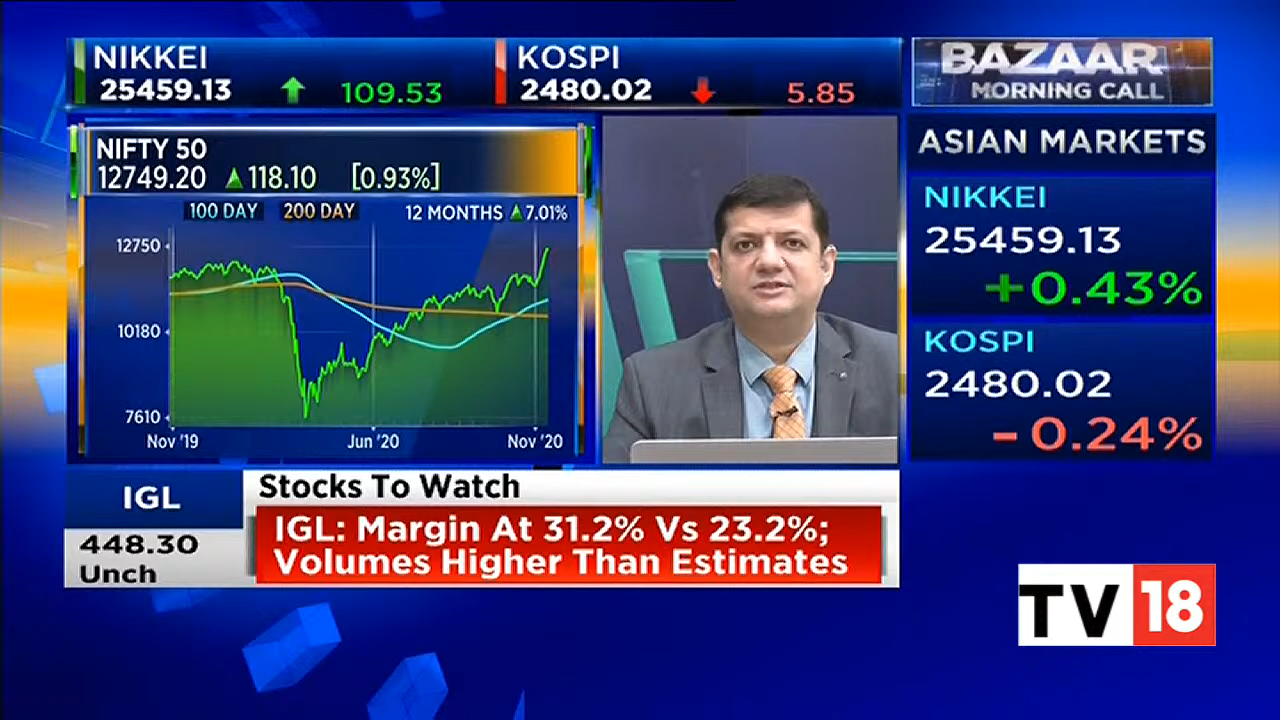 NIKKEI
25459.13 109.53
KOSPI
2480.02 5.85
BAZAAR
MORNING CALL
NIFTY 50
12749.20 118.10 [0.93%]
100 DAY 200 DAY 12 MONTHS 7.01%
12750
10180
7610
Nov '19 Jun '20 Nov '20
ASIAN MARKETS
NIKKEI
25459.13
+0.43%
KOSPI
2480.02
-0.24%
IGL
448.30
Unch
Stocks To Watch
IGL: Margin At 31.2% Vs 23.2%;
Volumes Higher Than Estimates
TV 18